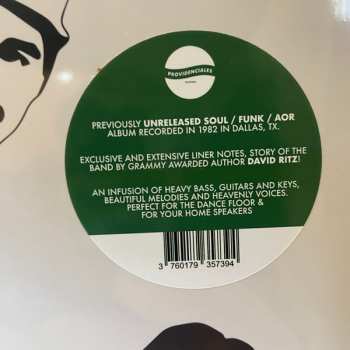 PROVIDENCIALES
PREVIOUSLY UNRELEASED SOUL / FUNK / AOR
ALBUM RECORDED IN 1982 IN DALLAS, TX.
EXCLUSIVE AND EXTENSIVE LINER NOTES, STORY OF THE
BAND BY GRAMMY AWARDED AUTHOR DAVID RITZ!
AN INFUSION OF HEAVY BASS, GUITARS AND KEYS,
BEAUTIFUL MELODIES AND HEAVENLY VOICES.
PERFECT FOR THE DANCE FLOOR &
FOR YOUR HOME SPEAKERS
3 760179 357394